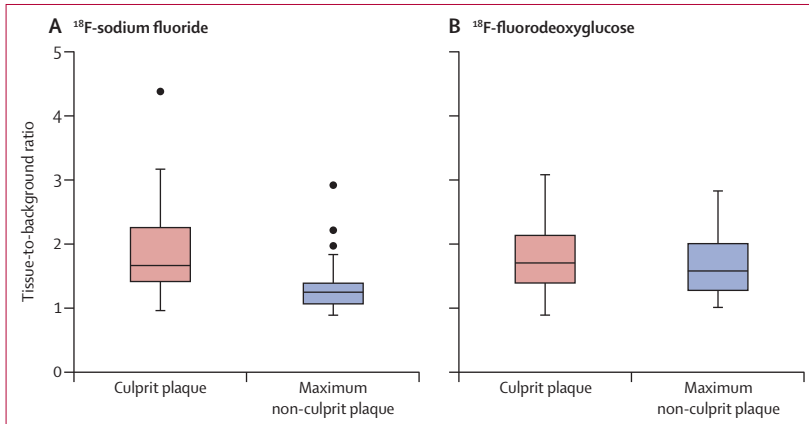 A ¹⁸F-sodium fluoride
B ¹⁸F-fluorodeoxyglucose
Tissue-to-background ratio
5
4
3
2
1
0
Culprit plaque
Maximum
non-culprit plaque
Culprit plaque
Maximum
non-culprit plaque